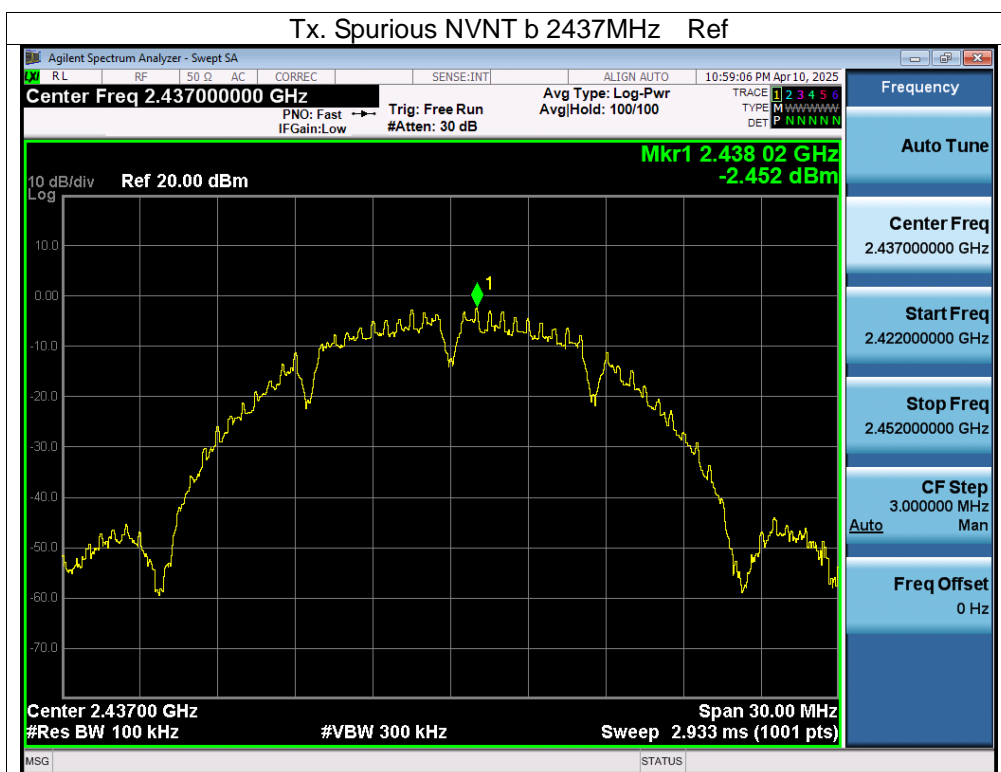 Tx. Spurious NVNT b 2437MHz Ref
Agilent Spectrum Analyzer - Swept SA
LXI RL RF 50 Ω AC CORREC SENSE:INT ALIGN AUTO 10:59:06 PM Apr 10, 2025
Center Freq 2.437000000 GHz
PNO: Fast
IFGain:Low
Trig: Free Run
#Atten: 30 dB
Avg Type: Log-Pwr
Avg|Hold: 100/100
TRACE 1 2 3 4 5 6
TYPE M WWWWW
DET P N N N N N
Mkr1 2.438 02 GHz
-2.452 dBm
10 dB/div Ref 20.00 dBm
Log
10.0
0.00
-10.0
-20.0
-30.0
-40.0
-50.0
-60.0
-70.0
1
Center 2.43700 GHz Span 30.00 MHz
#Res BW 100 kHz #VBW 300 kHz Sweep 2.933 ms (1001 pts)
MSG STATUS
Frequency
Auto Tune
Center Freq
2.437000000 GHz
Start Freq
2.422000000 GHz
Stop Freq
2.452000000 GHz
CF Step
3.000000 MHz
Auto Man
Freq Offset
0 Hz